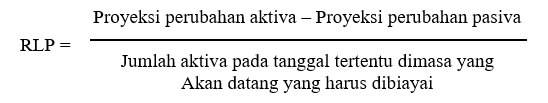 Proyeksi perubahan aktiva – Proyeksi perubahan pasiva
RLP =
Jumlah aktiva pada tanggal tertentu dimasa yang
Akan datang yang harus dibiayai